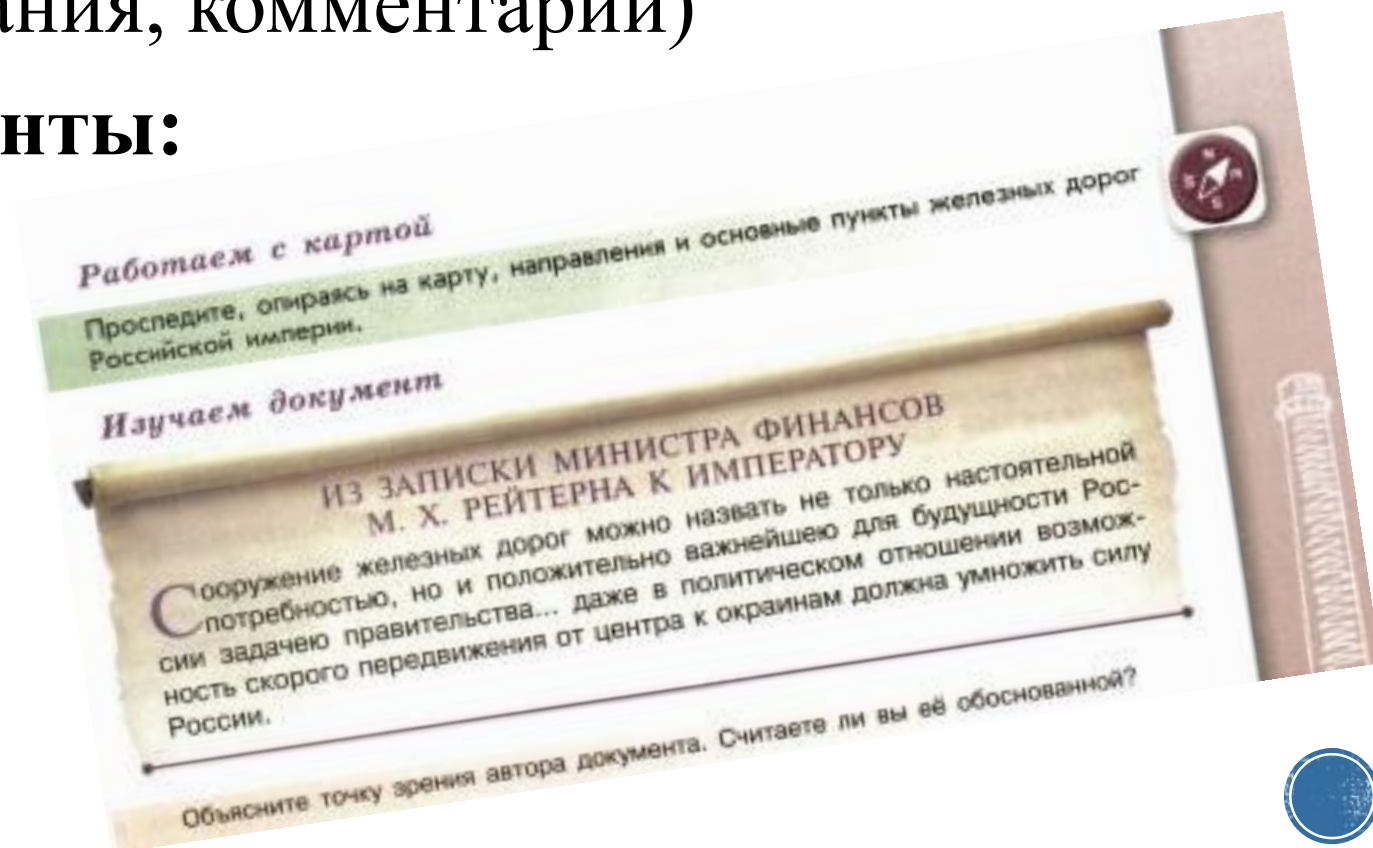 ания, комментарии)
нты:
Работаем с картой
Проследите, опираясь на карту, направления и основные пункты железных дорог
Российской империи.
Изучаем документ
ИЗ ЗАПИСКИ МИНИСТРА ФИНАНСОВ
М. Х. РЕЙТЕРНА К ИМПЕРАТОРУ
Сооружение железных дорог можно назвать не только настоятельной
потребностью, но и положительно важнейшею для будущности Рос-
сии задачею правительства... даже в политическом отношении возмож-
ность скорого передвижения от центра к окраинам должна умножить силу
России.
Объясните точку зрения автора документа. Считаете ли вы её обоснованной?